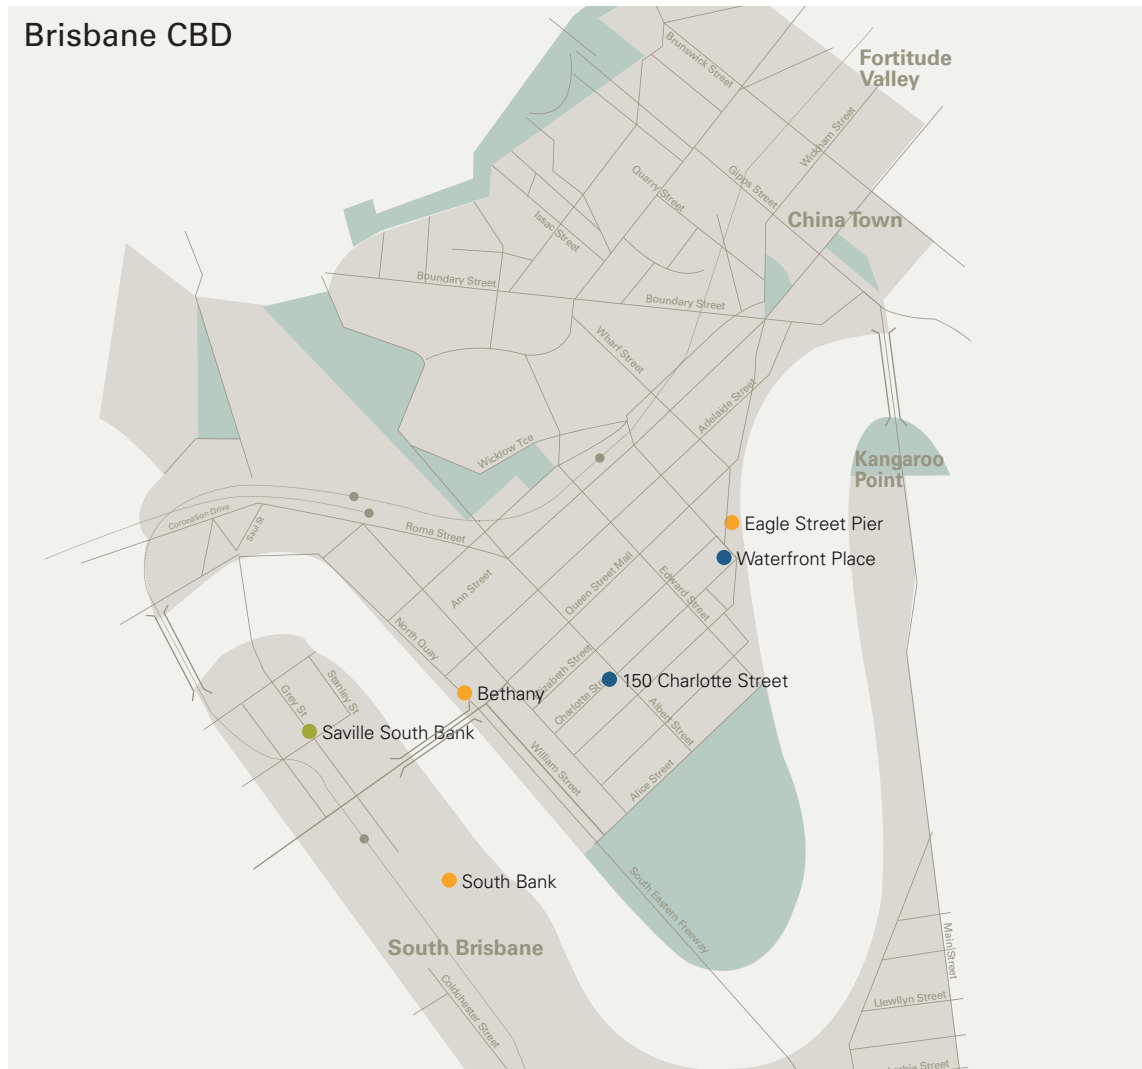 Brisbane CBD
Brunswick Street
Fortitude
Valley
Wickham Street
Gipps Street
Quarry Street
China Town
Issac Street
Boundary Street
Boundary Street
Wharf Street
Adelaide Street
Wicklow Tce
Kangaroo
Point
Coronation Drive
Saul St
Roma Street
Eagle Street Pier
Waterfront Place
Ann Street
Queen Street Mall
Edward Street
North Quay
Elizabeth Street
Charlotte
150 Charlotte Street
Bethany
Stanley St
Grey St
Albert Street
Saville South Bank
William Street
Alice Street
South Bank
South Eastern Freeway
South Brisbane
Main Street
Coldchester Street
Llewllyn Street
Street